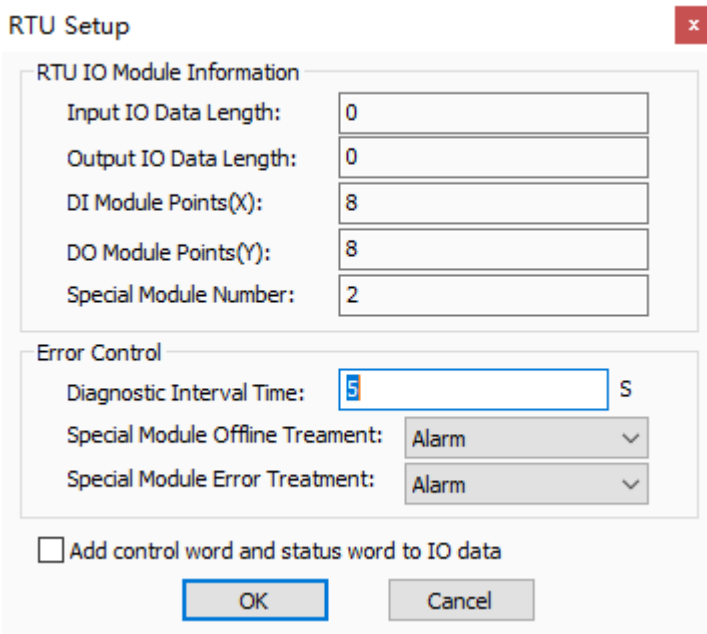 RTU Setup
x
RTU IO Module Information
Input IO Data Length: 0
Output IO Data Length: 0
DI Module Points(X): 8
DO Module Points(Y): 8
Special Module Number: 2
Error Control
Diagnostic Interval Time: 5 S
Special Module Offline Treament: Alarm
Special Module Error Treatment: Alarm
Add control word and status word to IO data
OK Cancel